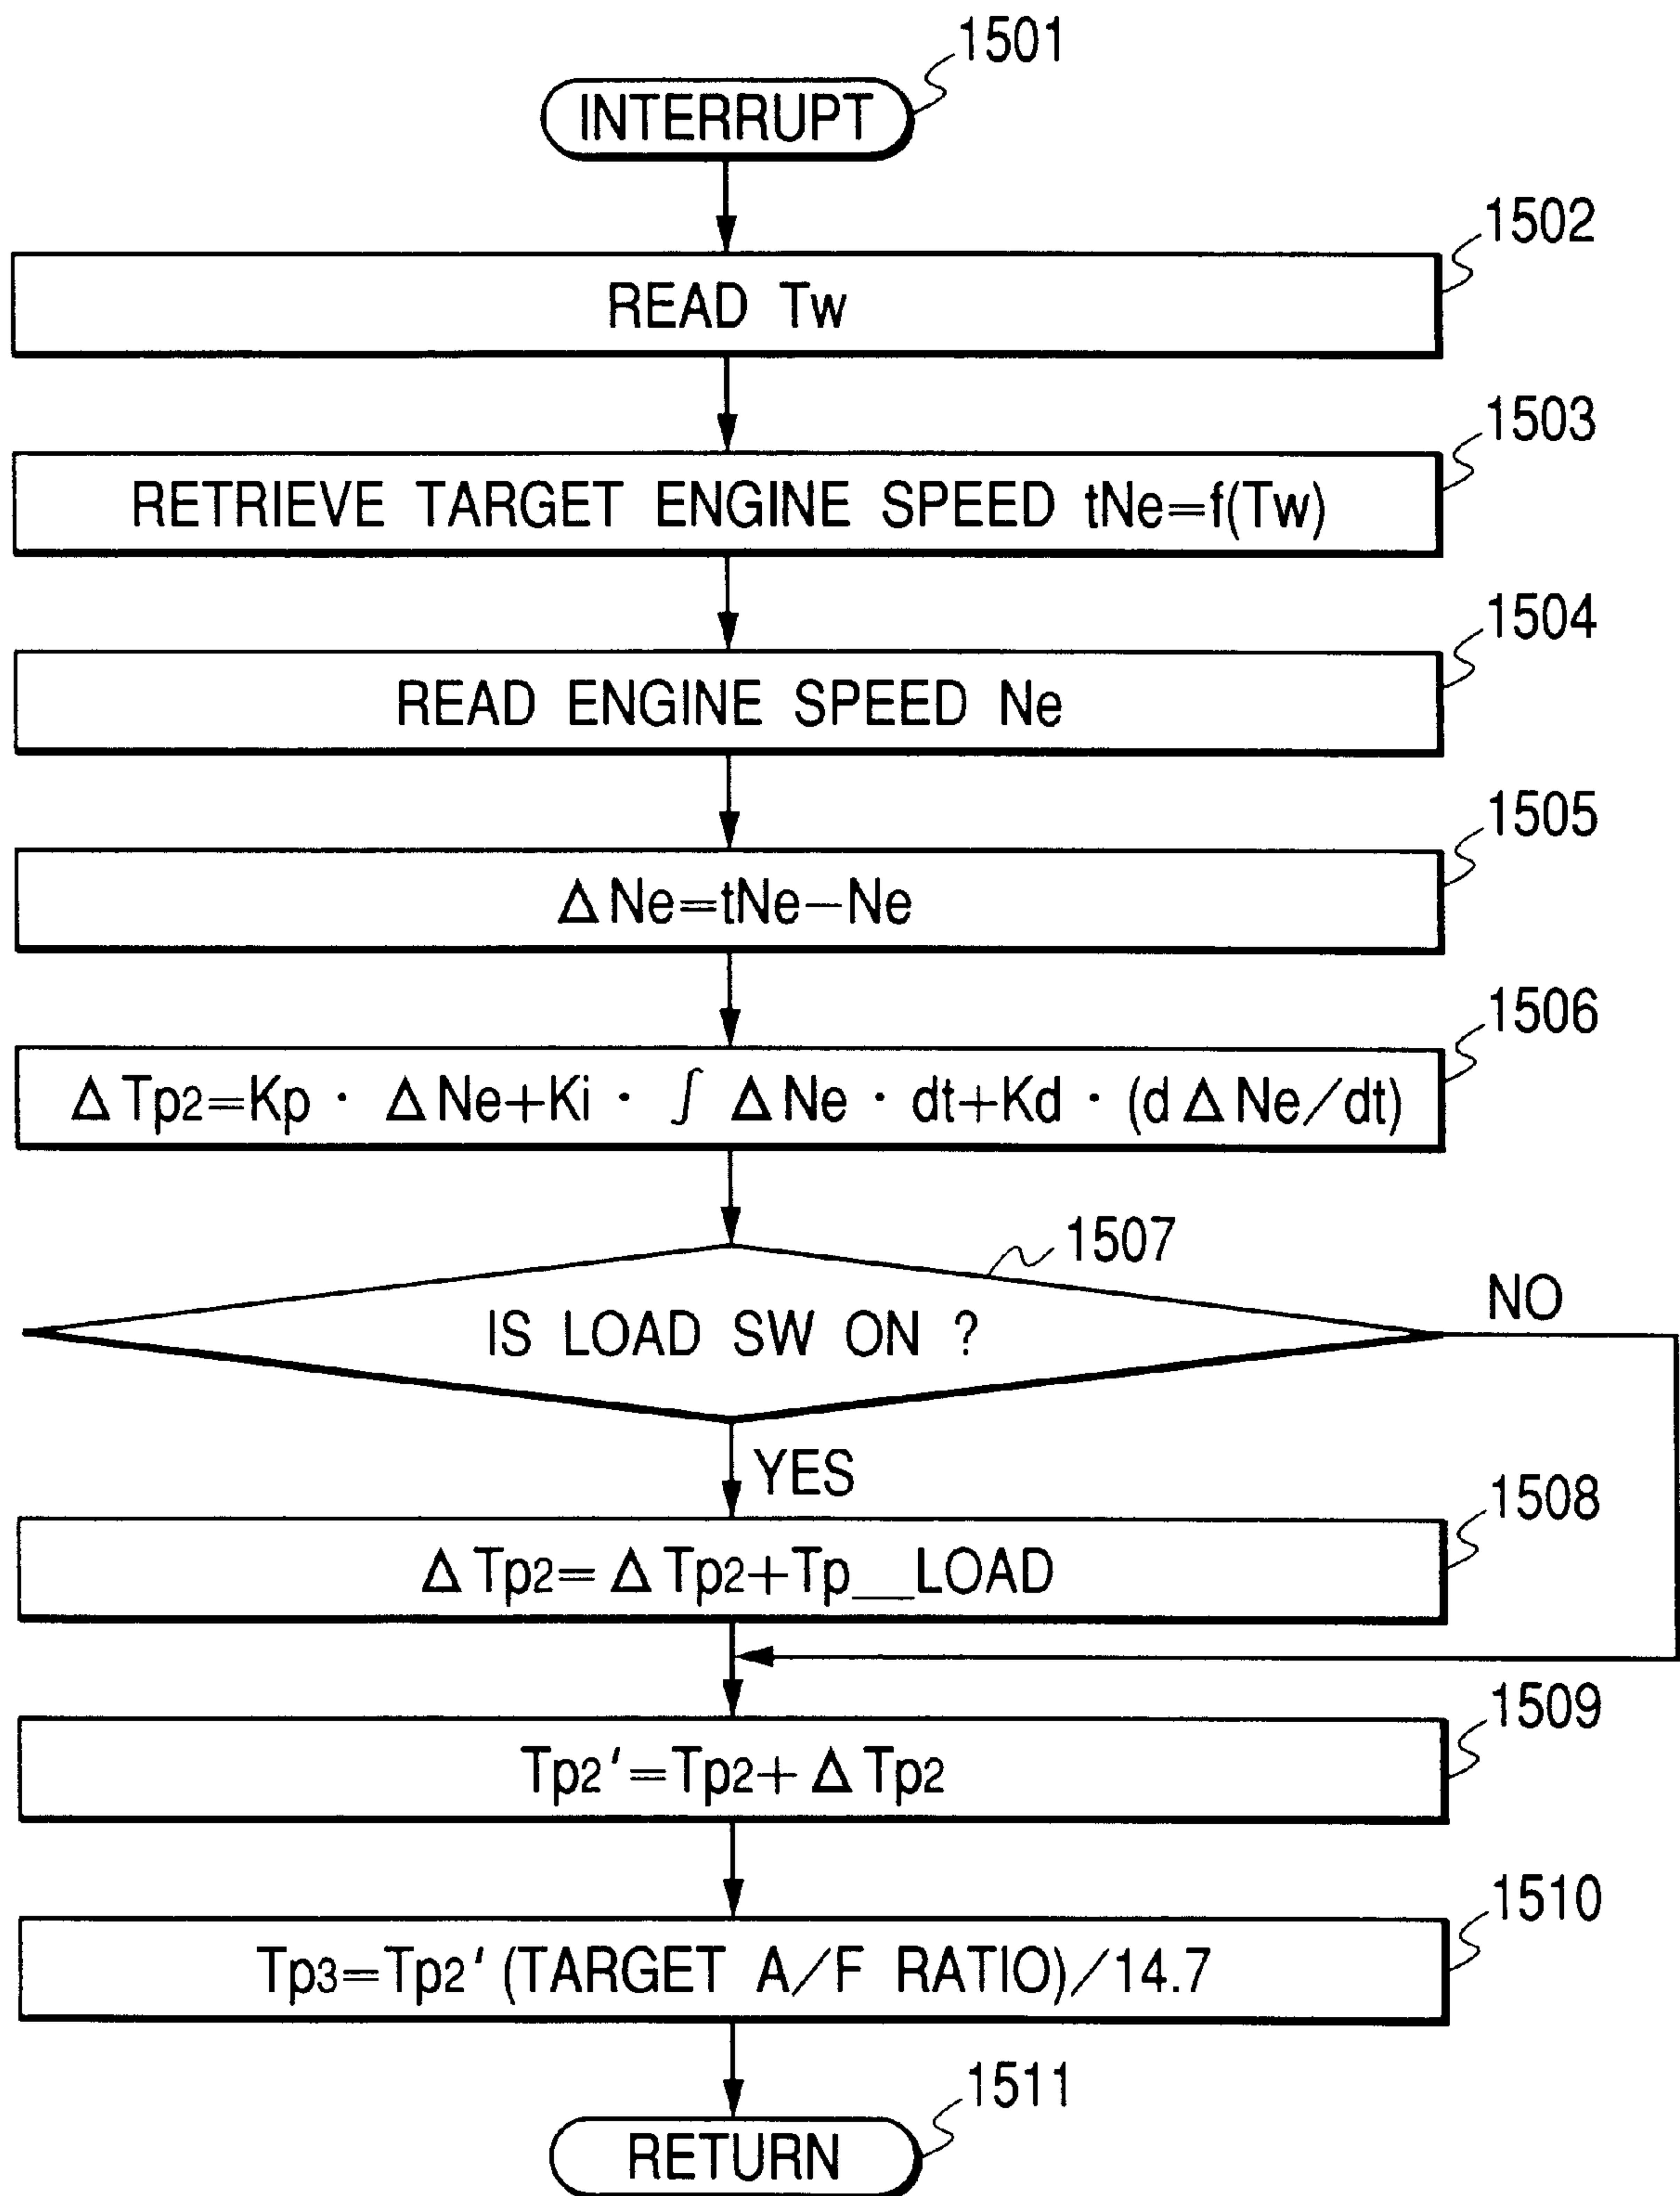 1501
INTERRUPT
1502
READ Tw
1503
RETRIEVE TARGET ENGINE SPEED tNe=f(Tw)
1504
READ ENGINE SPEED Ne
1505
ΔNe=tNe−Ne
1506
ΔTp2=Kp · ΔNe+Ki · ∫ ΔNe · dt+Kd · (dΔNe/dt)
1507
NO
IS LOAD SW ON ?
YES
1508
ΔTp2=ΔTp2+Tp__LOAD
1509
Tp2'=Tp2+ΔTp2
1510
Tp3=Tp2'(TARGET A/F RATIO)/14.7
1511
RETURN